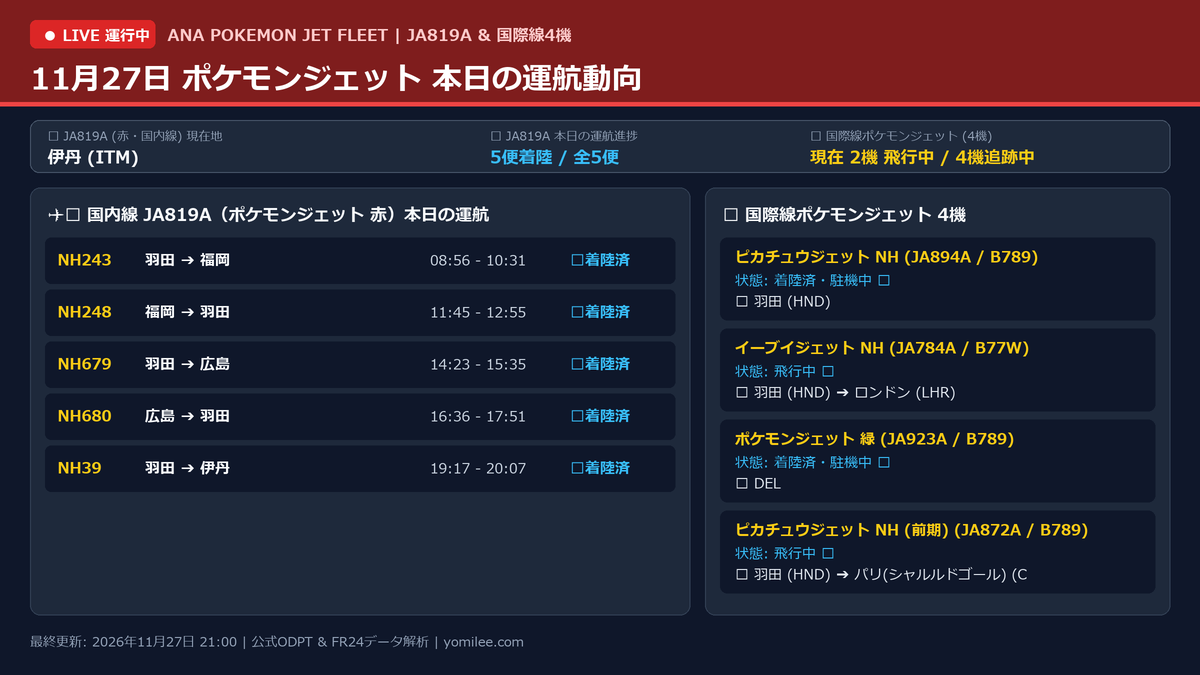 ● LIVE 運行中 ANA POKEMON JET FLEET | JA819A & 国際線4機
11月27日 ポケモンジェット 本日の運航動向
□ JA819A (赤・国内線) 現在地
伊丹 (ITM)
□ JA819A 本日の運航進捗
5便着陸 / 全5便
□ 国際線ポケモンジェット (4機)
現在 2機 飛行中 / 4機追跡中
✈□ 国内線 JA819A（ポケモンジェット 赤）本日の運航
NH243 羽田 → 福岡 08:56 - 10:31 □着陸済
NH248 福岡 → 羽田 11:45 - 12:55 □着陸済
NH679 羽田 → 広島 14:23 - 15:35 □着陸済
NH680 広島 → 羽田 16:36 - 17:51 □着陸済
NH39 羽田 → 伊丹 19:17 - 20:07 □着陸済
□ 国際線ポケモンジェット 4機
ピカチュウジェット NH (JA894A / B789)
状態: 着陸済・駐機中 □
□ 羽田 (HND)
イーブイジェット NH (JA784A / B77W)
状態: 飛行中 □
□ 羽田 (HND) → ロンドン (LHR)
ポケモンジェット 緑 (JA923A / B789)
状態: 着陸済・駐機中 □
□ DEL
ピカチュウジェット NH (前期) (JA872A / B789)
状態: 飛行中 □
□ 羽田 (HND) → パリ(シャルルドゴール) (C
最終更新: 2026年11月27日 21:00 | 公式ODPT & FR24データ解析 | yomilee.com